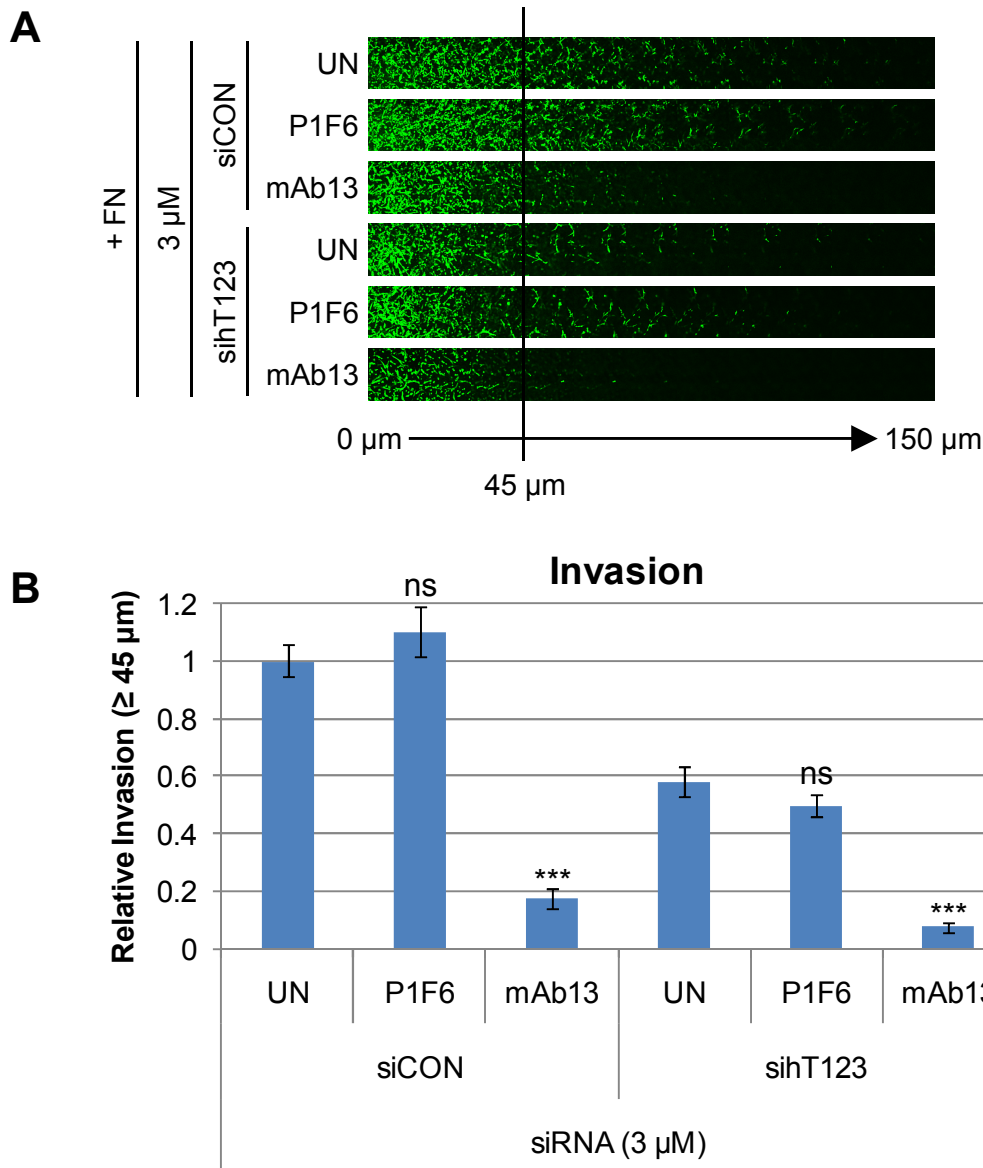 A
+ FN
3 µM
siCON
UN
P1F6
mAb13
sihT123
UN
P1F6
mAb13
0 µm
150 µm
45 µm
B
Invasion
Relative Invasion (≥ 45 µm)
1.2
1
0.8
0.6
0.4
0.2
0
ns
***
ns
***
UN P1F6 mAb13 UN P1F6 mAb13
siCON sihT123
siRNA (3 µM)